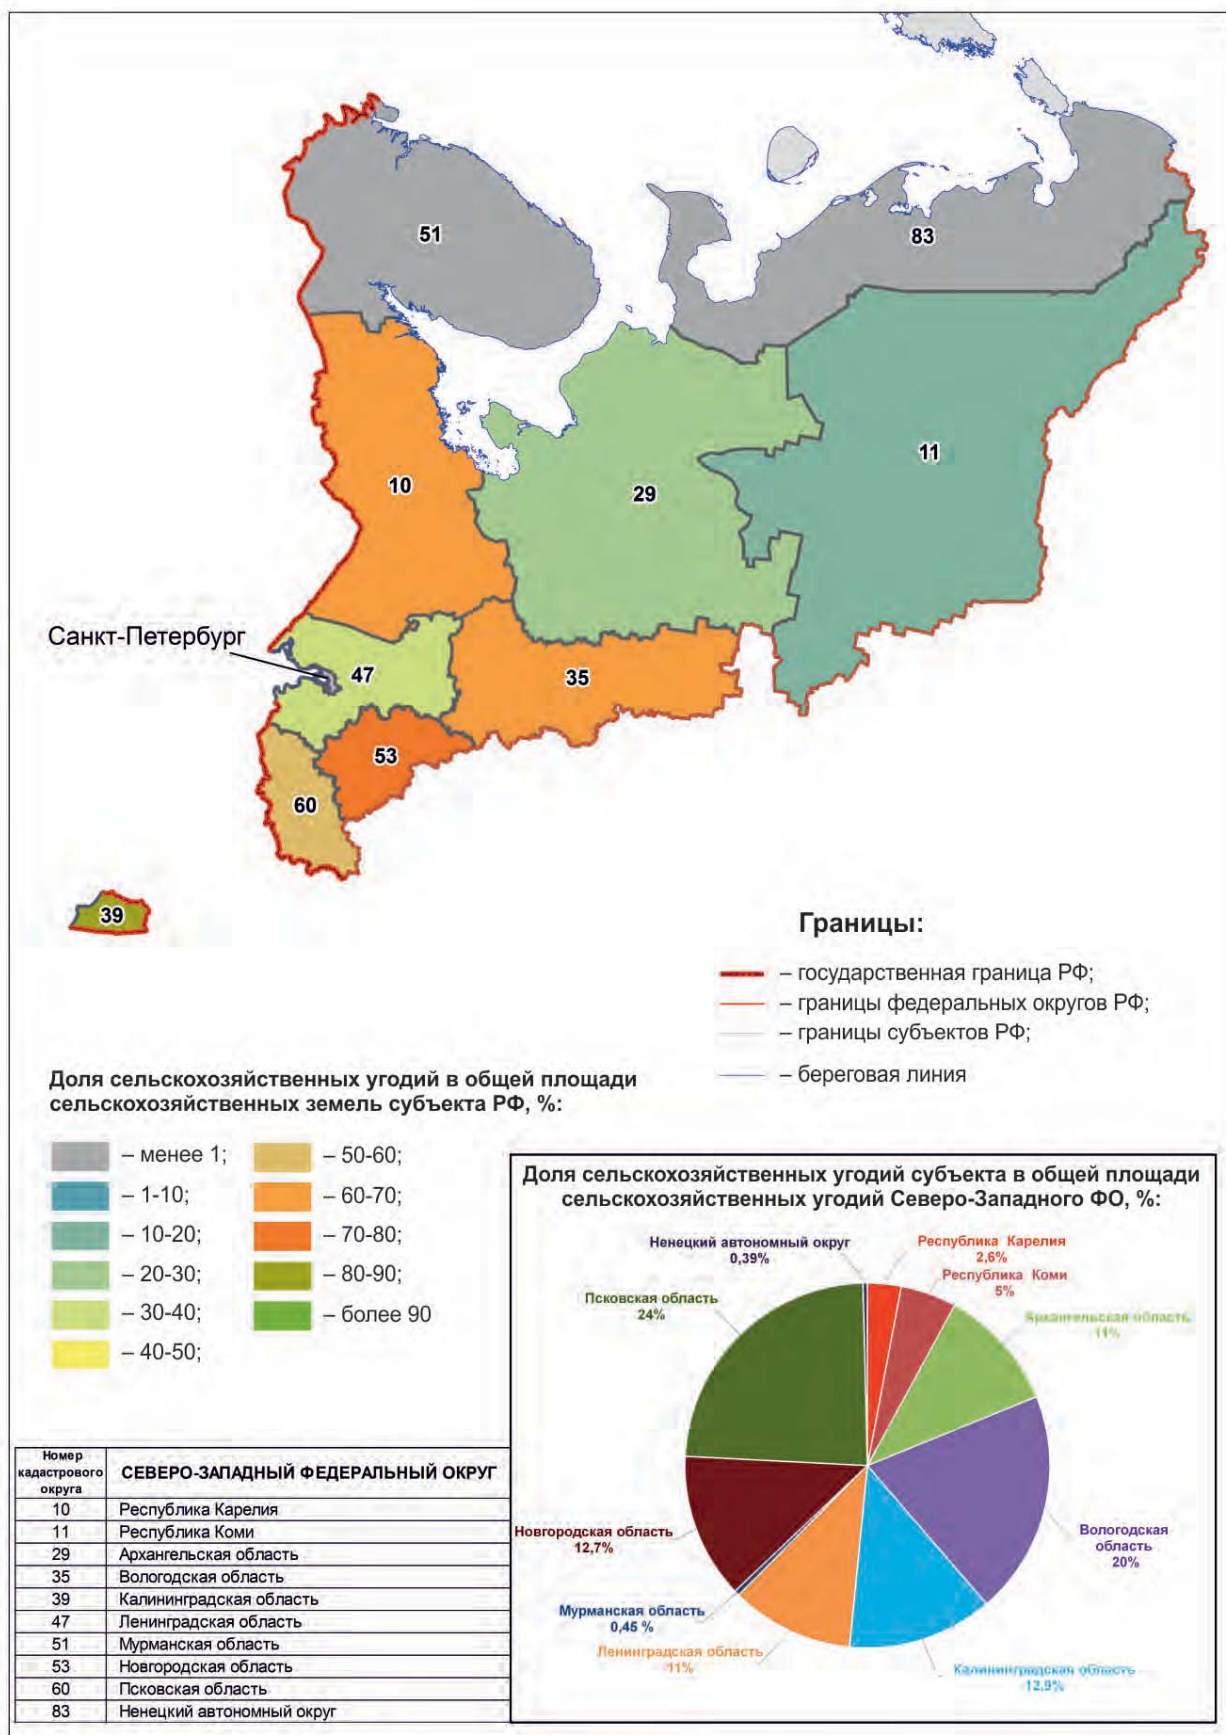 51
83
10
29
11
Санкт-Петербург
47
35
53
60
39
Границы:
– государственная граница РФ;
– границы федеральных округов РФ;
– границы субъектов РФ;
– береговая линия
Доля сельскохозяйственных угодий в общей площади
сельскохозяйственных земель субъекта РФ, %:
– менее 1;
– 1-10;
– 10-20;
– 20-30;
– 30-40;
– 40-50;
– 50-60;
– 60-70;
– 70-80;
– 80-90;
– более 90
Доля сельскохозяйственных угодий субъекта в общей площади
сельскохозяйственных угодий Северо-Западного ФО, %:
Ненецкий автономный округ
0,39%
Республика Карелия
2,6%
Республика Коми
5%
Архангельская область
11%
Псковская область
24%
Вологодская
область
20%
Новгородская область
12,7%
Мурманская область
0,45 %
Ленинградская область
11%
Калининградская область
12,9%
Номер
кадастрового
округа
СЕВЕРО-ЗАПАДНЫЙ ФЕДЕРАЛЬНЫЙ ОКРУГ
10 Республика Карелия
11 Республика Коми
29 Архангельская область
35 Вологодская область
39 Калининградская область
47 Ленинградская область
51 Мурманская область
53 Новгородская область
60 Псковская область
83 Ненецкий автономный округ